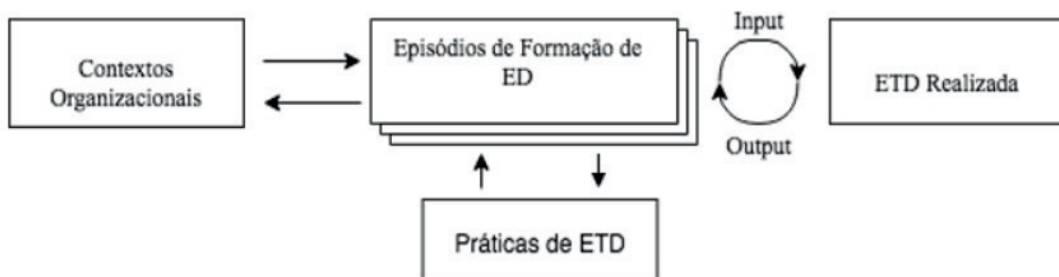 Contextos
Organizacionais
Episódios de Formação de
ED
Input
Output
ETD Realizada
Práticas de ETD